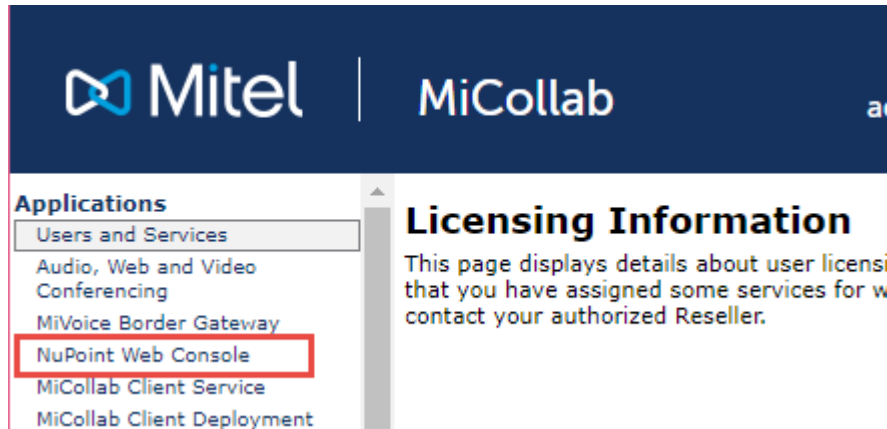 Mitel
MiCollab
Applications
Users and Services
Audio, Web and Video
Conferencing
MiVoice Border Gateway
NuPoint Web Console
MiCollab Client Service
MiCollab Client Deployment
Licensing Information
This page displays details about user
that you have assigned some services for
contact your authorized Reseller.